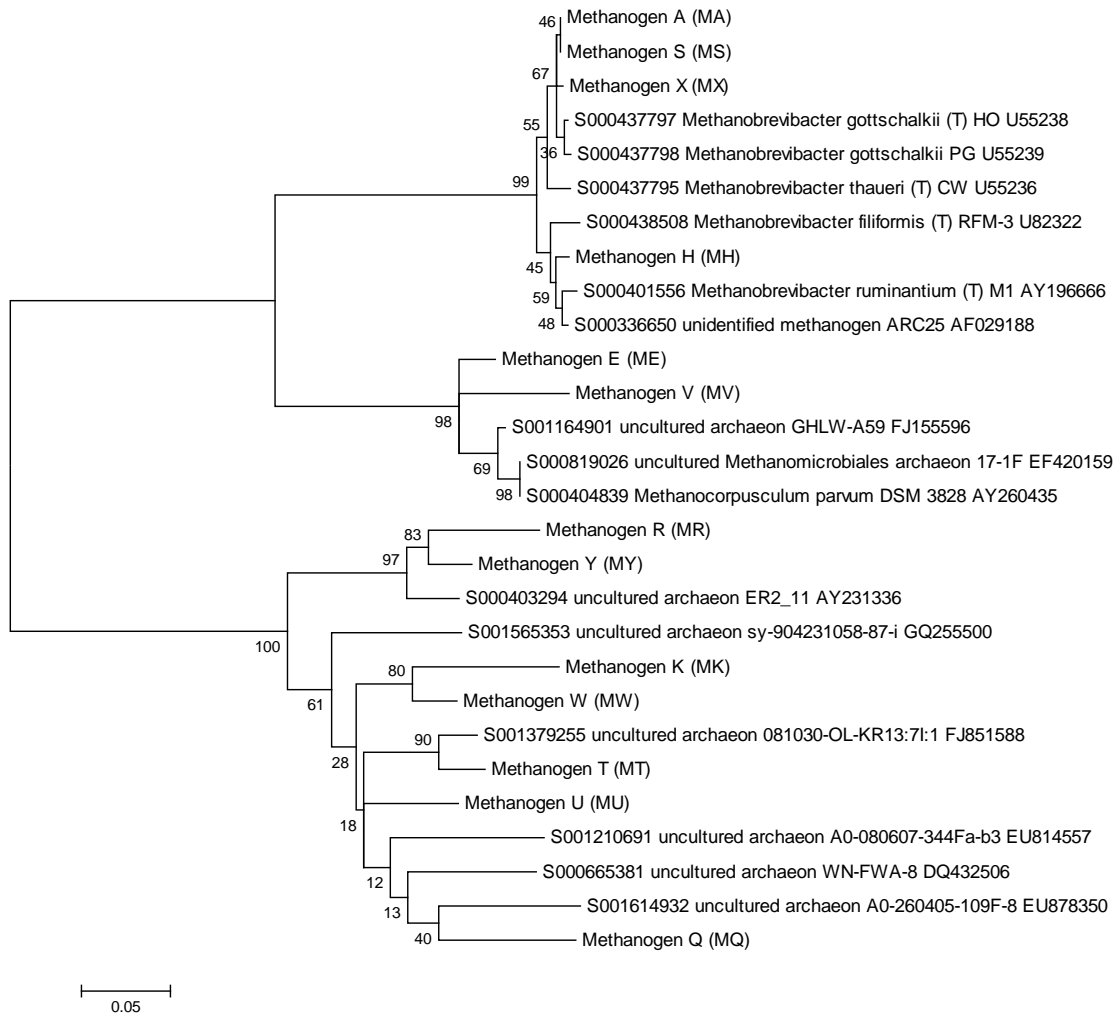 Methanogen A (MA)
46
Methanogen S (MS)
67
Methanogen X (MX)
S000437797 Methanobrevibacter gottschalkii (T) HO U55238
55
36
S000437798 Methanobrevibacter gottschalkii PG U55239
99
S000437795 Methanobrevibacter thaueri (T) CW U55236
S000438508 Methanobrevibacter filiformis (T) RFM-3 U82322
Methanogen H (MH)
45
S000401556 Methanobrevibacter ruminantium (T) M1 AY196666
59
48
S000336650 unidentified methanogen ARC25 AF029188
Methanogen E (ME)
Methanogen V (MV)
98
S001164901 uncultured archaeon GHLW-A59 FJ155596
S000819026 uncultured Methanomicrobiales archaeon 17-1F EF420159
69
98
S000404839 Methanocorpusculum parvum DSM 3828 AY260435
Methanogen R (MR)
83
97
Methanogen Y (MY)
S000403294 uncultured archaeon ER2_11 AY231336
S001565353 uncultured archaeon sy-904231058-87-i GQ255500
100
Methanogen K (MK)
80
61
Methanogen W (MW)
S001379255 uncultured archaeon 081030-OL-KR13:7I:1 FJ851588
90
28
Methanogen T (MT)
Methanogen U (MU)
18
S001210691 uncultured archaeon A0-080607-344Fa-b3 EU814557
S000665381 uncultured archaeon WN-FWA-8 DQ432506
12
S001614932 uncultured archaeon A0-260405-109F-8 EU878350
13
40
Methanogen Q (MQ)
0.05